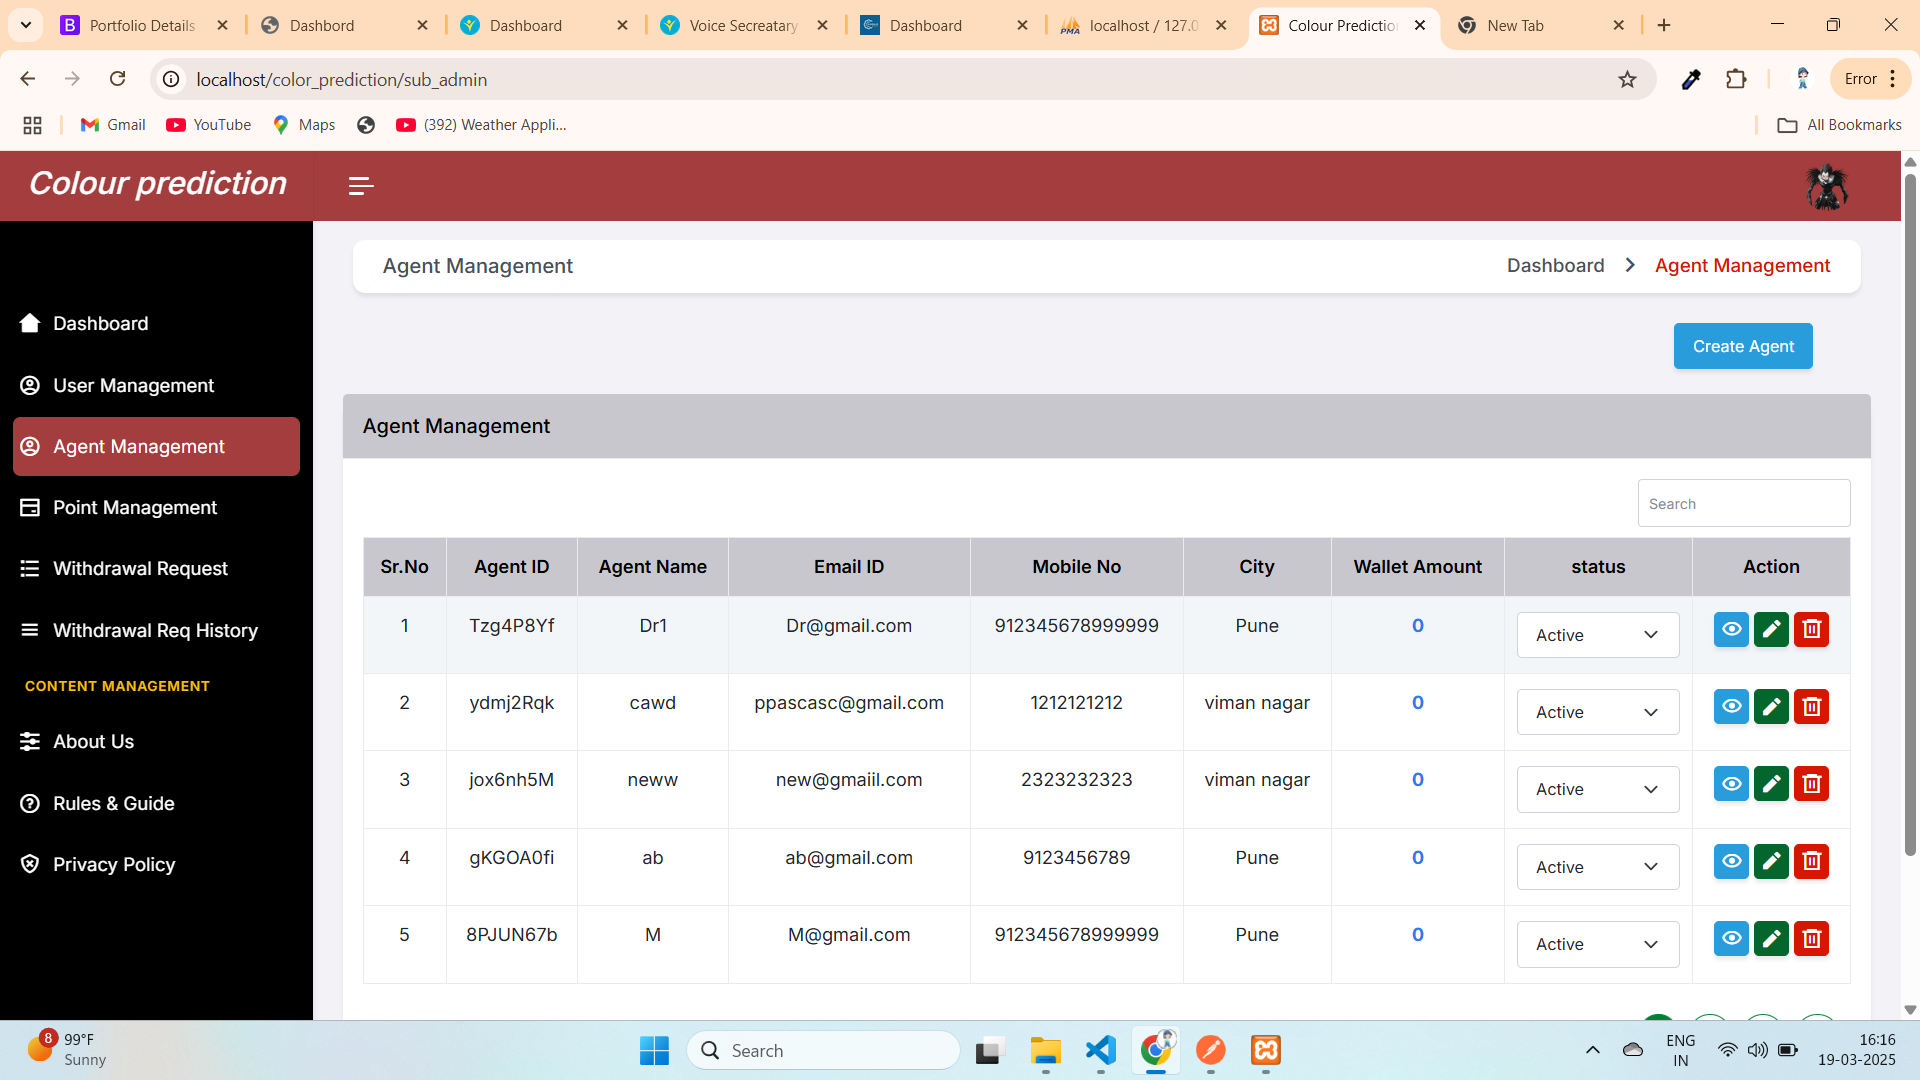 Portfolio Details
Dashbord
Dashboard
Voice Secreatary
Dashboard
localhost / 127.0
Colour Prediction
New Tab
localhost/color_prediction/sub_admin
Error
Gmail
YouTube
Maps
(392) Weather Appli...
All Bookmarks
Colour prediction
Agent Management
Dashboard > Agent Management
Dashboard
User Management
Agent Management
Point Management
Withdrawal Request
Withdrawal Req History
CONTENT MANAGEMENT
About Us
Rules & Guide
Privacy Policy
Create Agent
Agent Management
Search
Sr.No Agent ID Agent Name Email ID Mobile No City Wallet Amount status Action
1 Tzg4P8Yf Dr1 Dr@gmail.com 912345678999999 Pune 0 Active
2 ydmj2Rqk cawd ppascasc@gmail.com 1212121212 viman nagar 0 Active
3 jox6nh5M neww new@gmaiil.com 2323232323 viman nagar 0 Active
4 gKGOA0fi ab ab@gmail.com 9123456789 Pune 0 Active
5 8PJUN67b M M@gmail.com 912345678999999 Pune 0 Active
8
99°F
Sunny
Search
ENG
IN
16:16
19-03-2025